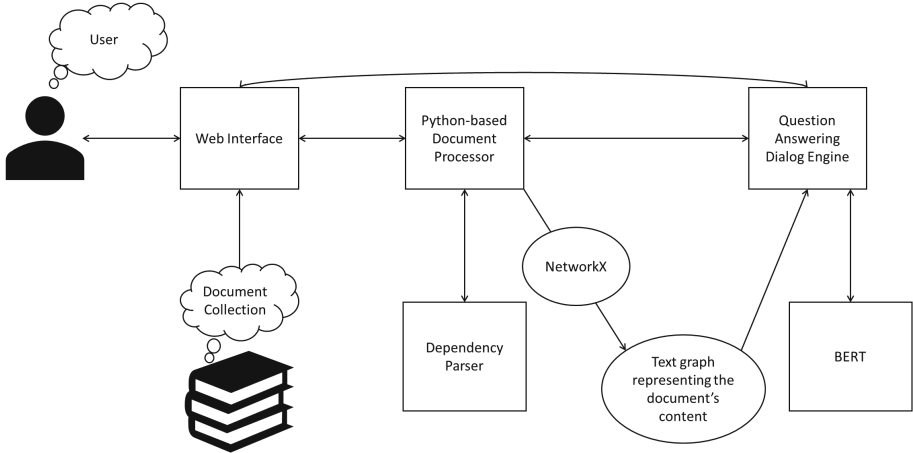 User
Web Interface
Python-based
Document
Processor
Question
Answering
Dialog Engine
Document
Collection
NetworkX
Dependency
Parser
Text graph
representing the
document's
content
BERT